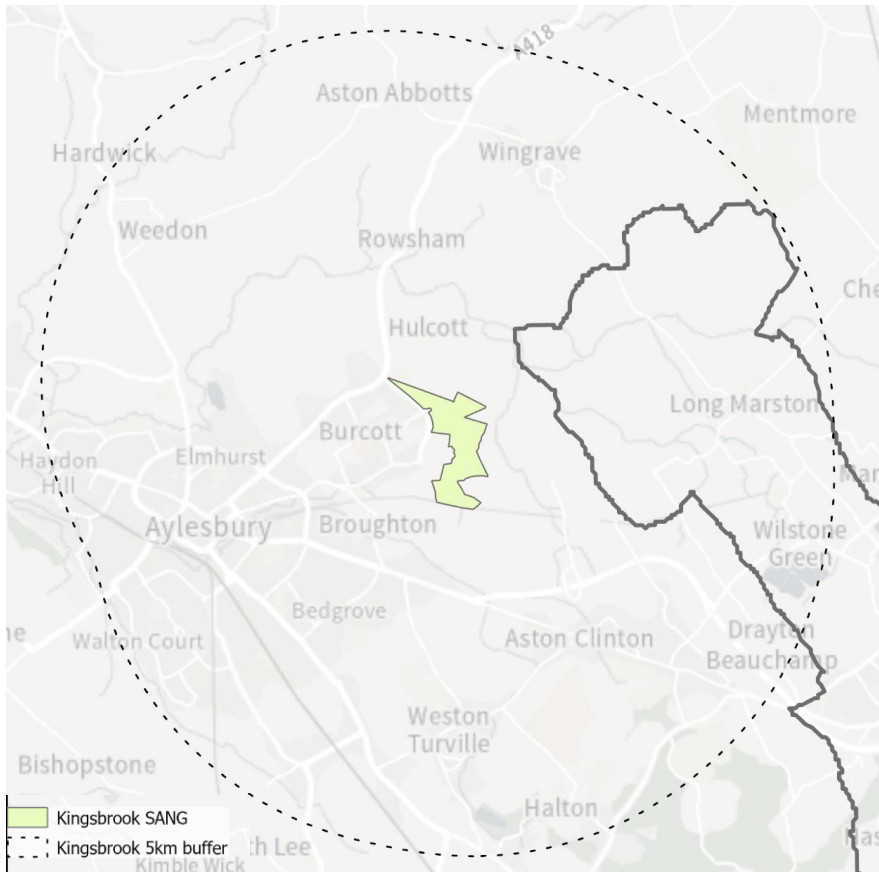 A418
Aston Abbotts
Mentmore
Hardwick
Wingrave
Weedon
Rowsham
Hulcott
Long Marston
Burcott
Elmhurst
Haydon
Hill
Aylesbury
Broughton
Wilstone
Green
Bedgrove
Walton Court
Aston Clinton
Drayton
Beauchamp
Weston
Turville
Bishopstone
Halton
Kingsbrook SANG
Kingsbrook 5km buffer
th Lee
Kimble Wick